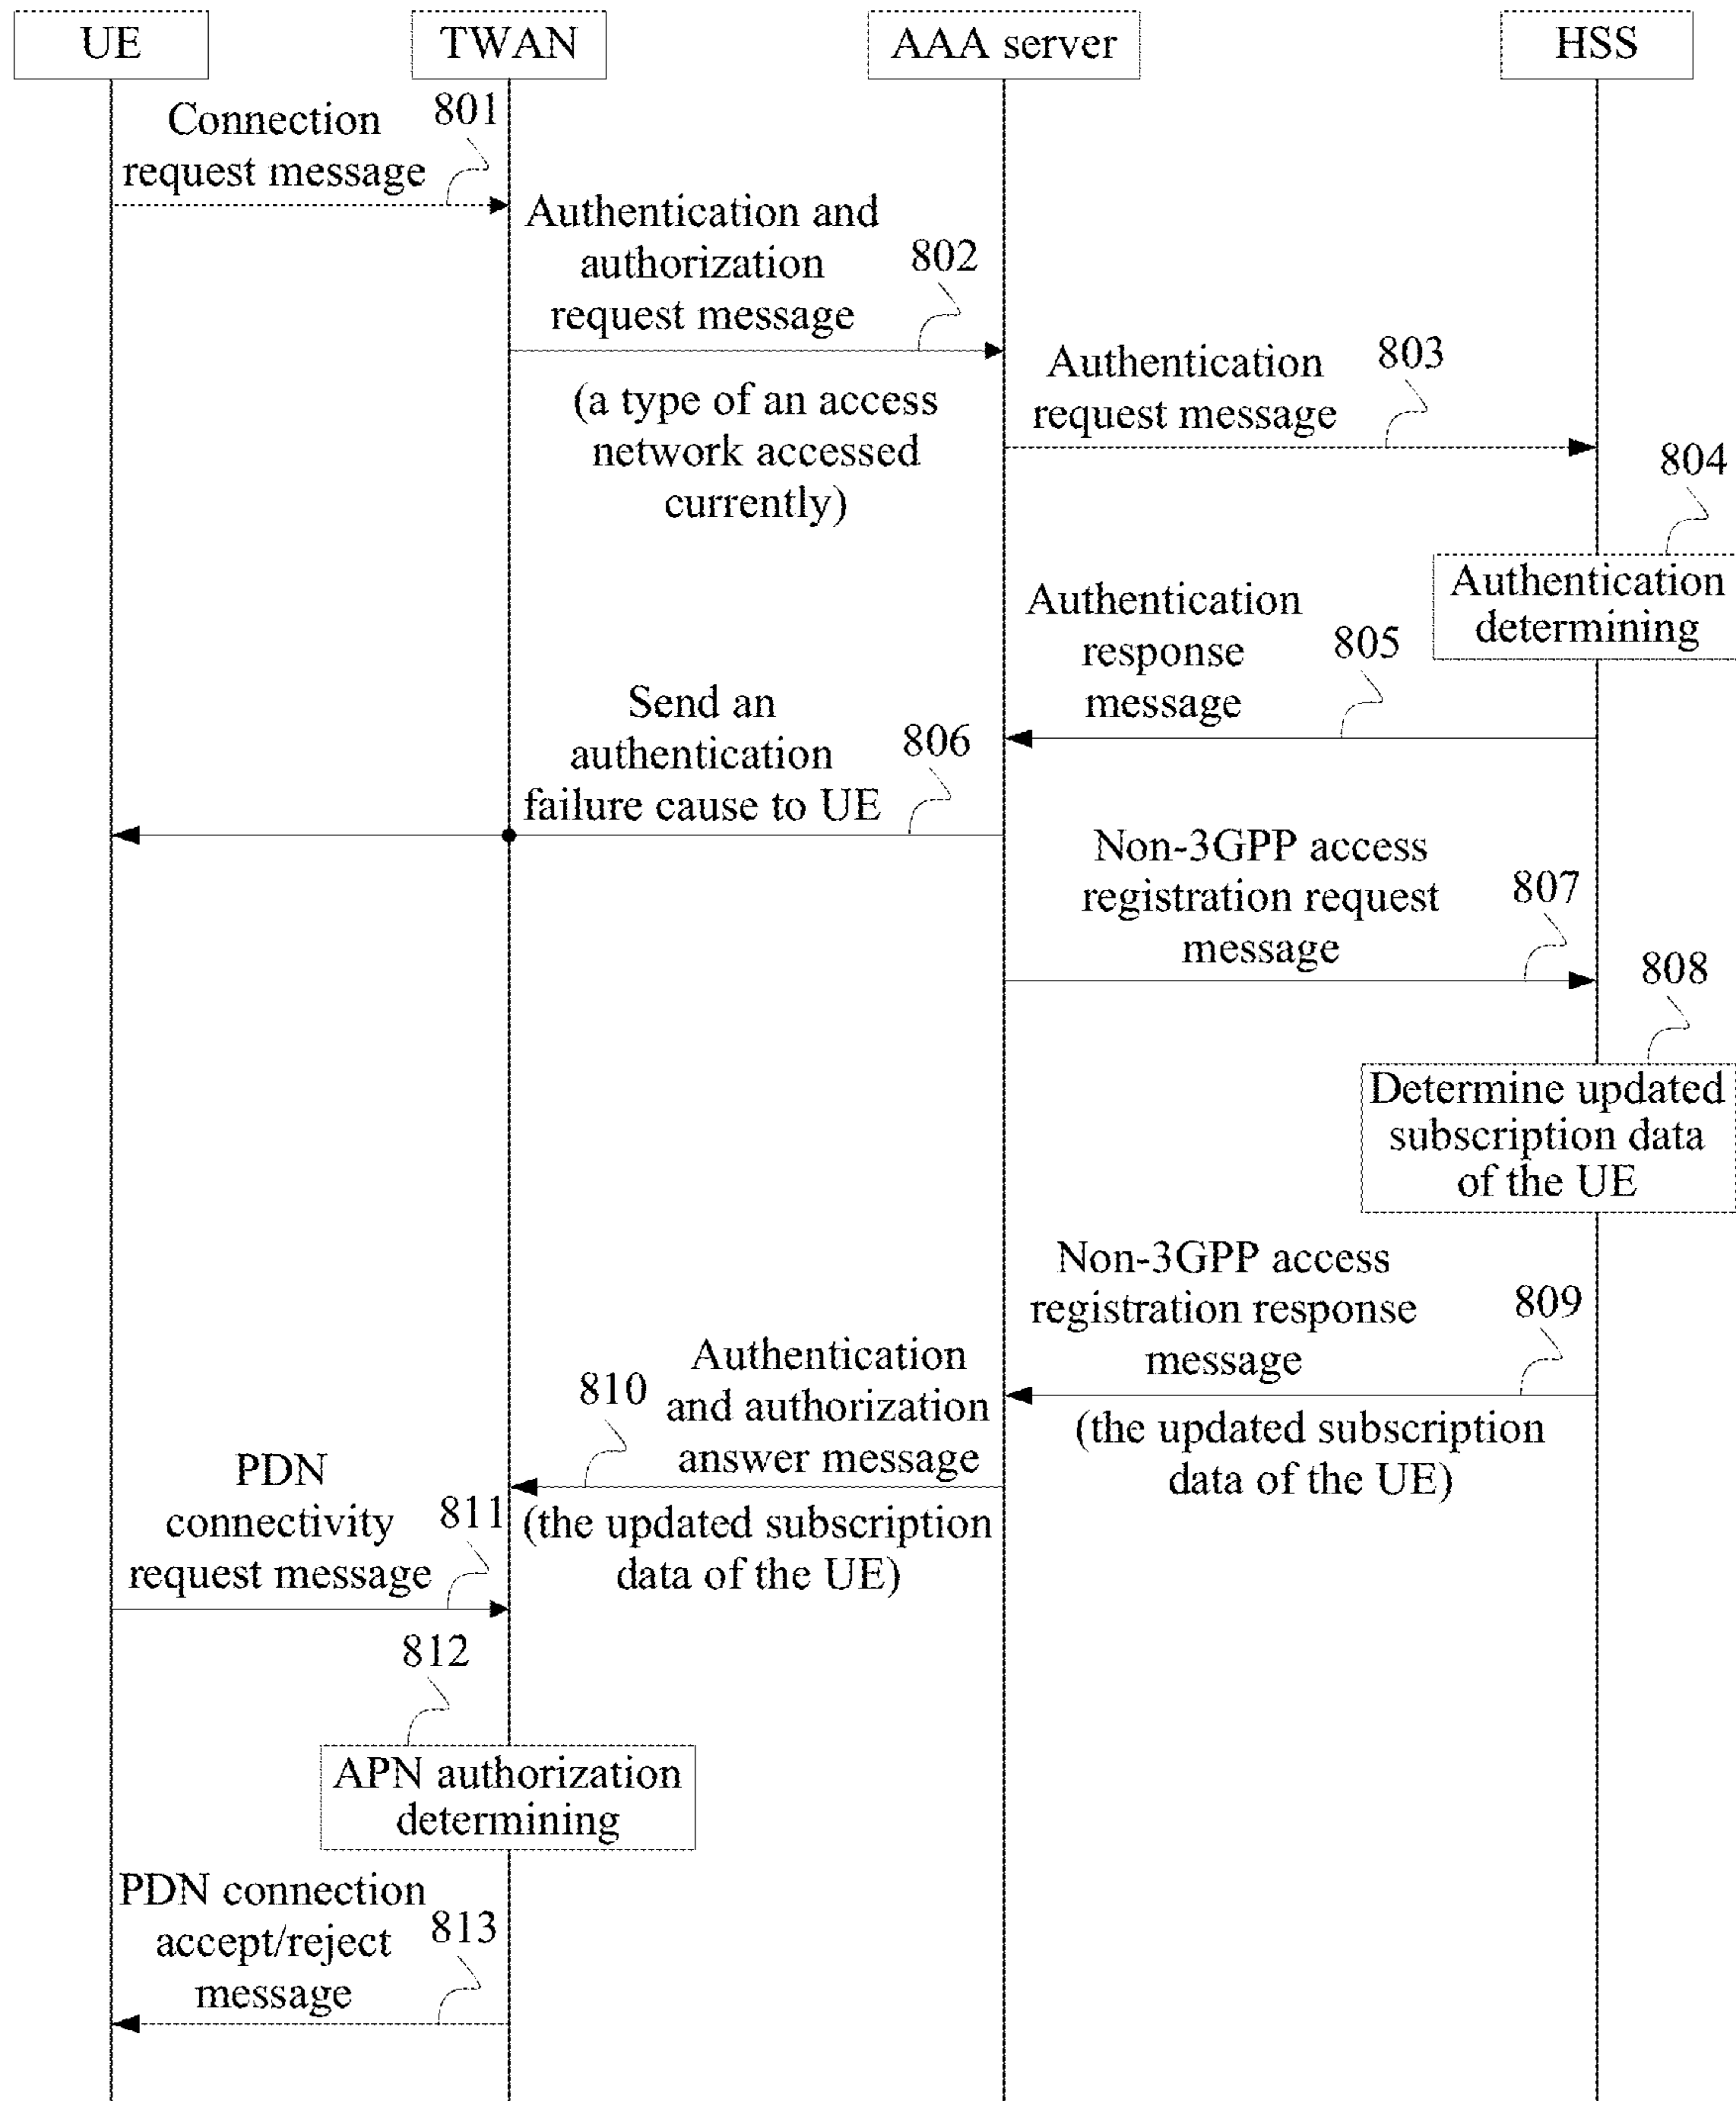 UE
TWAN
AAA server
HSS
Connection
request message
801
Authentication and
authorization
request message
802
(a type of an access
network accessed
currently)
Authentication
request message
803
804
Authentication
determining
Authentication
response
message
805
Send an
authentication
failure cause to UE
806
Non-3GPP access
registration request
message
807
808
Determine updated
subscription data
of the UE
Non-3GPP access
registration response
message
809
(the updated subscription
data of the UE)
Authentication
and authorization
answer message
810
(the updated subscription
data of the UE)
PDN
connectivity
request message
811
812
APN authorization
determining
PDN connection
accept/reject
message
813